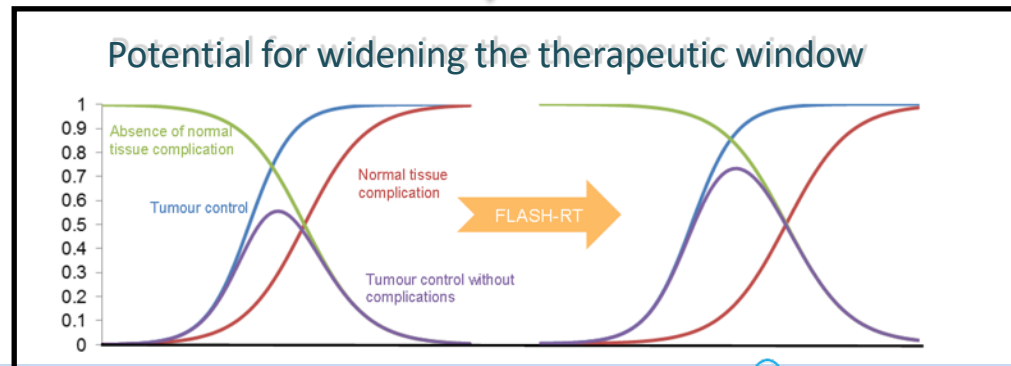 Potential for widening the therapeutic window
1
0.9
0.8
0.7
0.6
0.5
0.4
0.3
0.2
0.1
0
Absence of normal
tissue complication
Tumour control
Normal tissue
complication
Tumour control without
complications
FLASH-RT